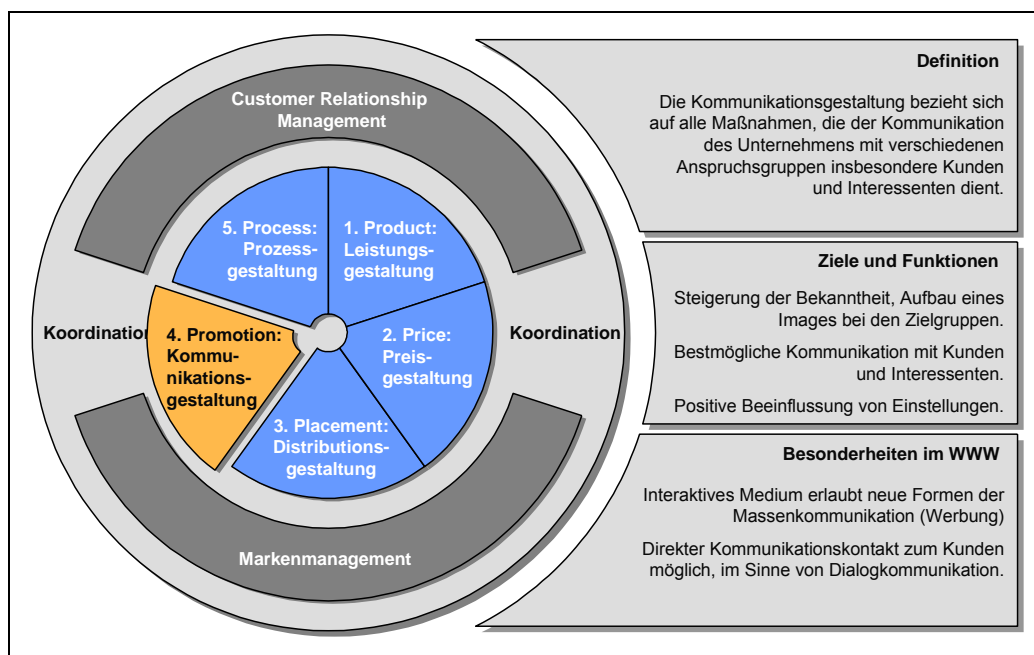 Customer Relationship
Management
5. Process:
Prozess-
gestaltung
1. Product:
Leistungs-
gestaltung
Koordination
4. Promotion:
Kommu-
nikations-
gestaltung
2. Price:
Preis-
gestaltung
Koordination
3. Placement:
Distributions-
gestaltung
Markenmanagement
Definition
Die Kommunikationsgestaltung bezieht sich
auf alle Maßnahmen, die der Kommunikation
des Unternehmens mit verschiedenen
Anspruchsgruppen insbesondere Kunden
und Interessenten dient.
Ziele und Funktionen
Steigerung der Bekanntheit, Aufbau eines
Images bei den Zielgruppen.
Bestmögliche Kommunikation mit Kunden
und Interessenten.
Positive Beeinflussung von Einstellungen.
Besonderheiten im WWW
Interaktives Medium erlaubt neue Formen der
Massenkommunikation (Werbung)
Direkter Kommunikationskontakt zum Kunden
möglich, im Sinne von Dialogkommunikation.